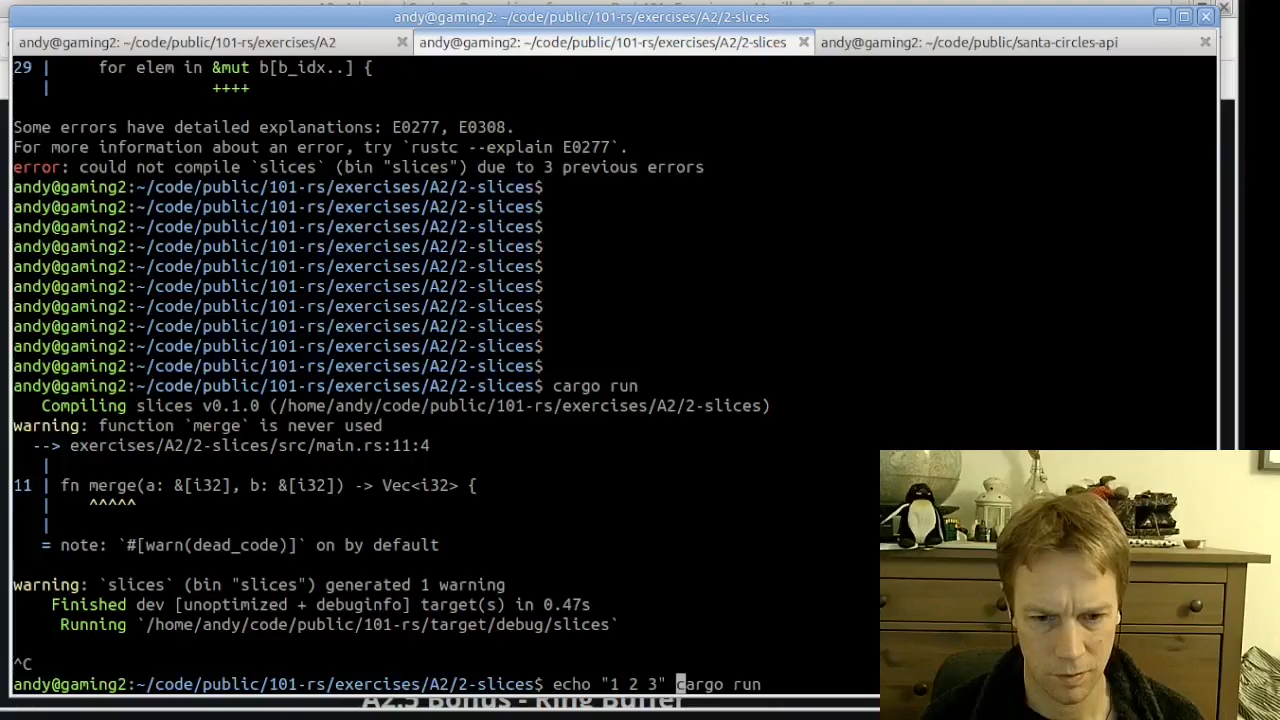 andy@gaming2: ~/code/public/101-rs/exercises/A2/2-slices
andy@gaming2: ~/code/public/101-rs/exercises/A2
andy@gaming2: ~/code/public/101-rs/exercises/A2/2-slices
andy@gaming2: ~/code/public/santa-circles-api
29 |     for elem in &mut b[b_idx..] {
   |                 ++++
Some errors have detailed explanations: E0277, E0308.
For more information about an error, try `rustc --explain E0277`.
error: could not compile `slices` (bin "slices") due to 3 previous errors
andy@gaming2:~/code/public/101-rs/exercises/A2/2-slices$
andy@gaming2:~/code/public/101-rs/exercises/A2/2-slices$
andy@gaming2:~/code/public/101-rs/exercises/A2/2-slices$
andy@gaming2:~/code/public/101-rs/exercises/A2/2-slices$
andy@gaming2:~/code/public/101-rs/exercises/A2/2-slices$
andy@gaming2:~/code/public/101-rs/exercises/A2/2-slices$
andy@gaming2:~/code/public/101-rs/exercises/A2/2-slices$
andy@gaming2:~/code/public/101-rs/exercises/A2/2-slices$
andy@gaming2:~/code/public/101-rs/exercises/A2/2-slices$
andy@gaming2:~/code/public/101-rs/exercises/A2/2-slices$
andy@gaming2:~/code/public/101-rs/exercises/A2/2-slices$ cargo run
   Compiling slices v0.1.0 (/home/andy/code/public/101-rs/exercises/A2/2-slices)
warning: function `merge` is never used
  --> exercises/A2/2-slices/src/main.rs:11:4
   |
11 | fn merge(a: &[i32], b: &[i32]) -> Vec<i32> {
   |    ^^^^^
   |
   = note: `#[warn(dead_code)]` on by default
warning: `slices` (bin "slices") generated 1 warning
    Finished dev [unoptimized + debuginfo] target(s) in 0.47s
     Running `/home/andy/code/public/101-rs/target/debug/slices`
^C
andy@gaming2:~/code/public/101-rs/exercises/A2/2-slices$ echo "1 2 3" cargo run
A2.5 Bonus - Ring Buffer